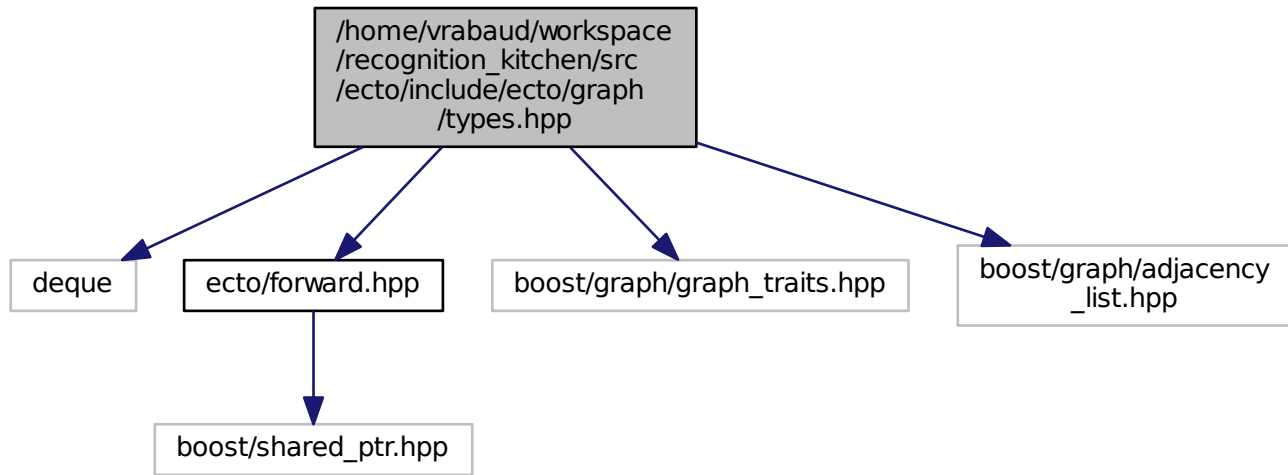 /home/vrabaud/workspace
/recognition_kitchen/src
/ecto/include/ecto/graph
/types.hpp
deque
ecto/forward.hpp
boost/graph/graph_traits.hpp
boost/graph/adjacency
_list.hpp
boost/shared_ptr.hpp